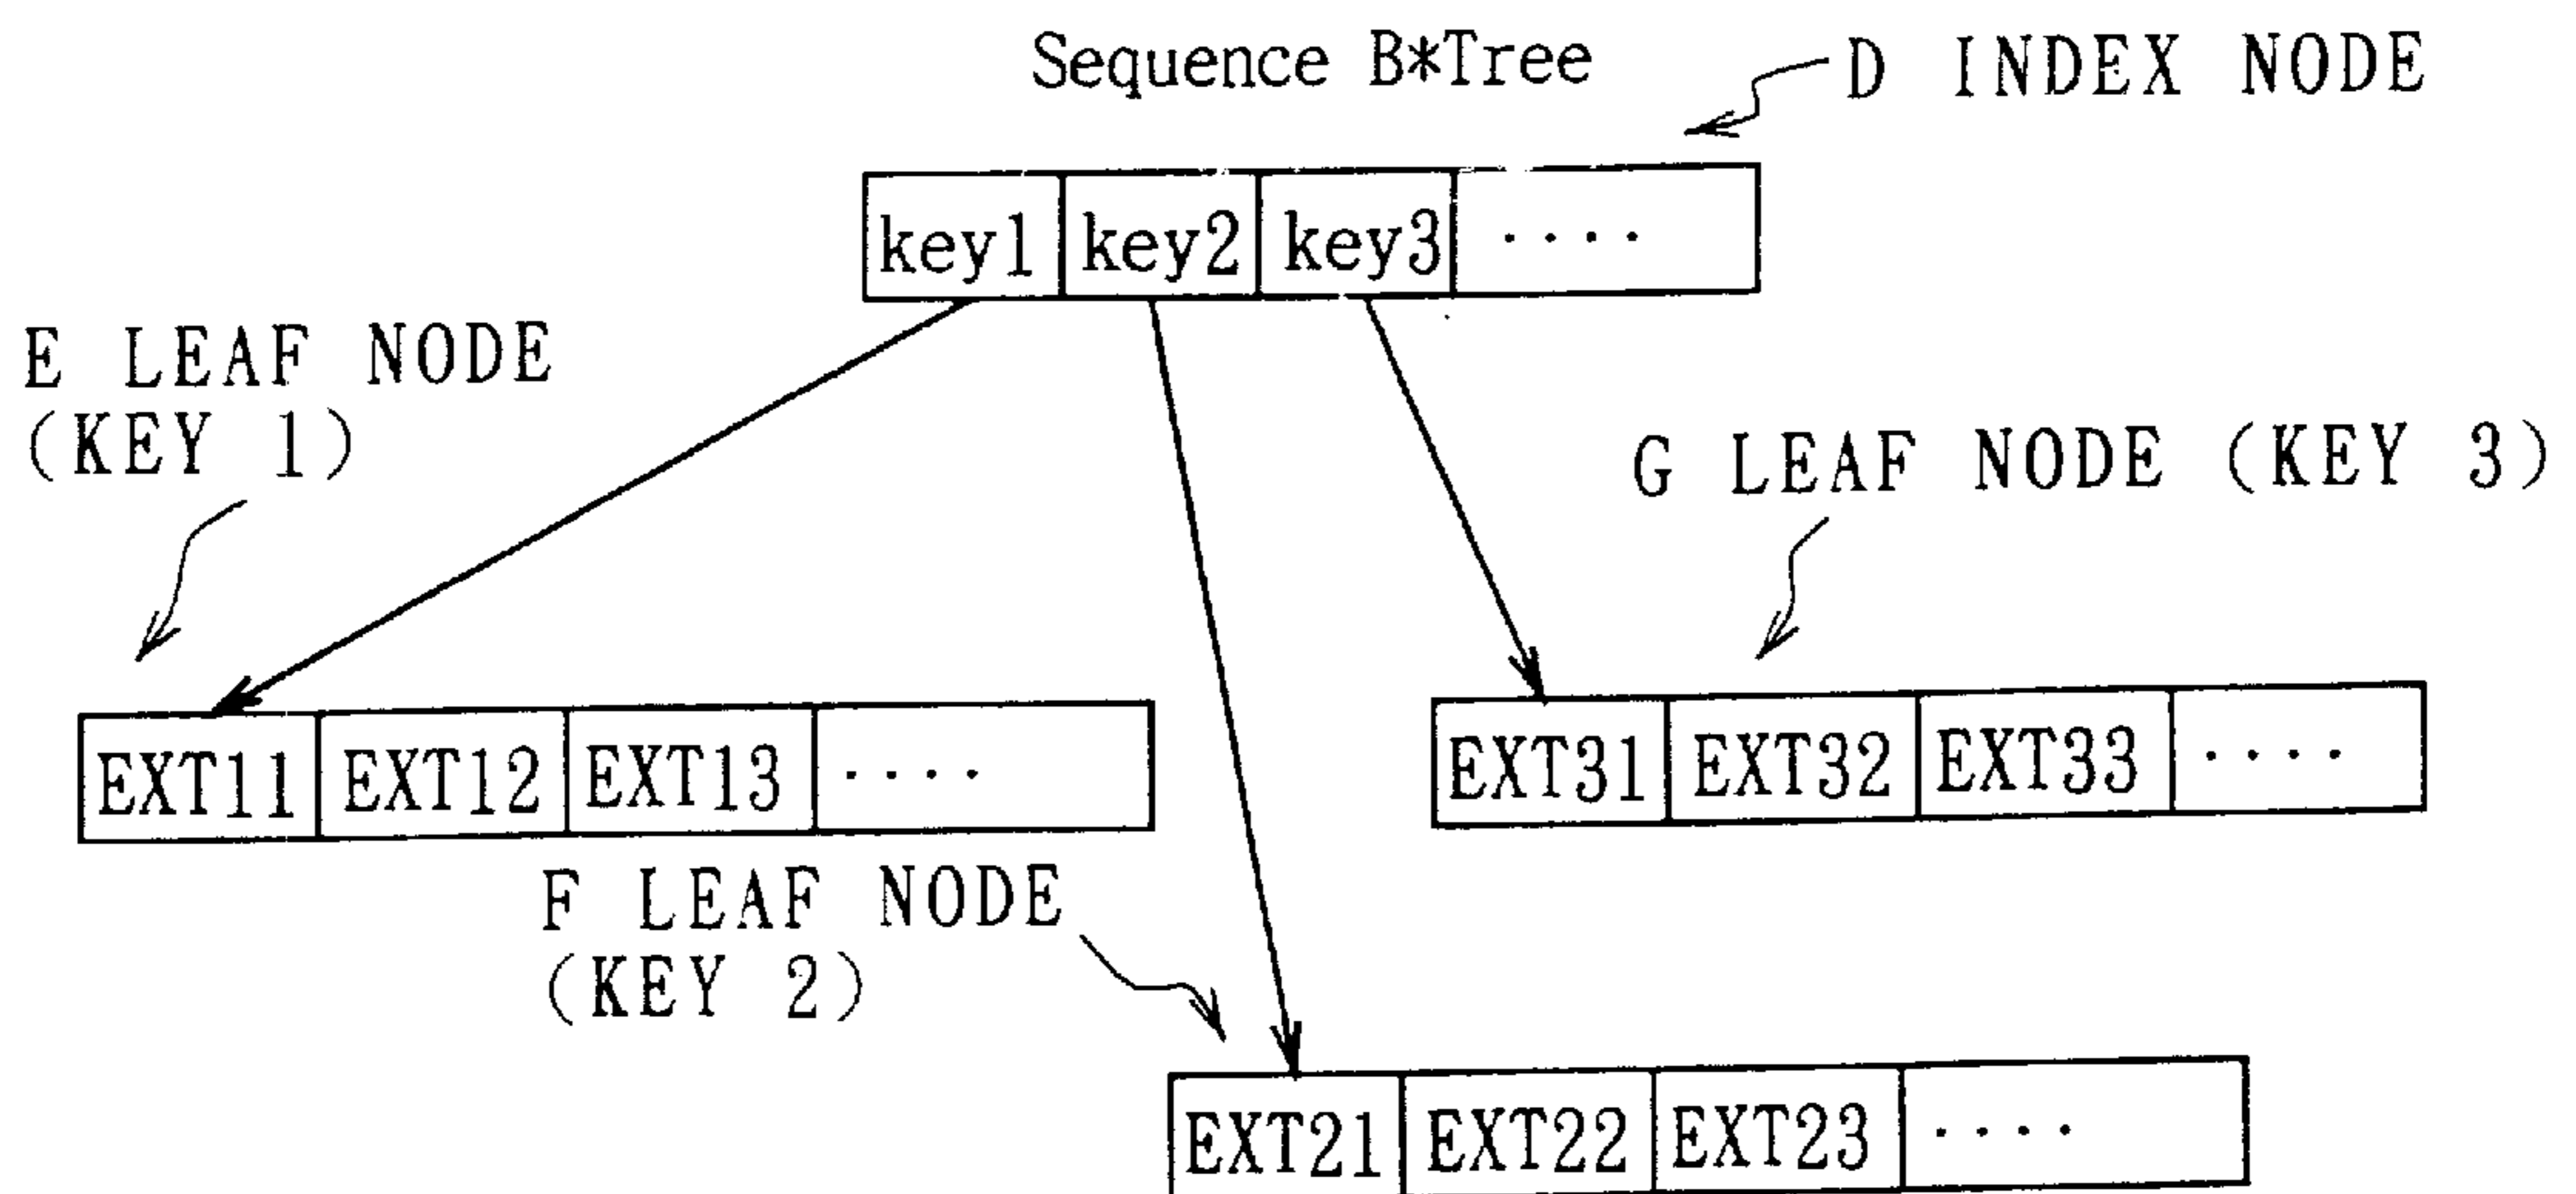 Sequence B*Tree
D INDEX NODE
key1 key2 key3 ····
E LEAF NODE
(KEY 1)
G LEAF NODE (KEY 3)
EXT11 EXT12 EXT13 ····
EXT31 EXT32 EXT33 ····
F LEAF NODE
(KEY 2)
EXT21 EXT22 EXT23 ····